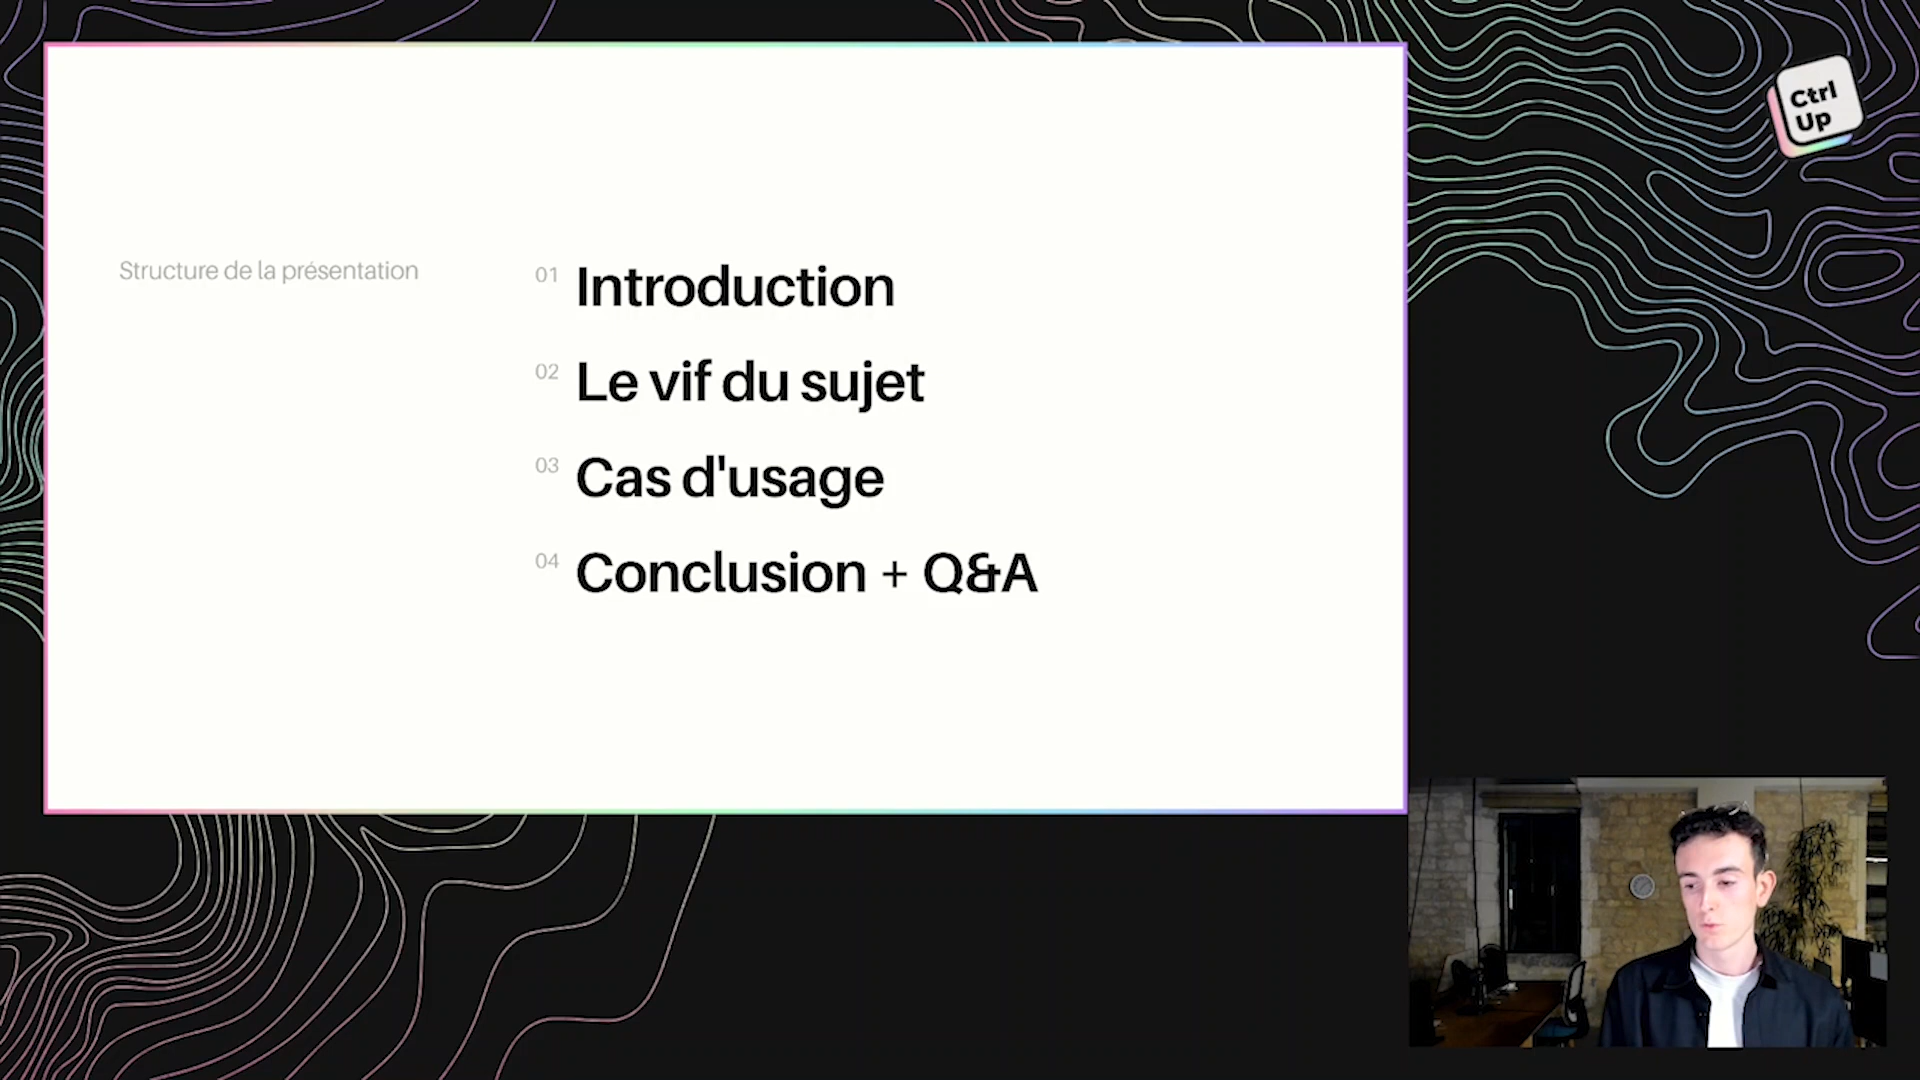 Ctrl
Up
Structure de la présentation
01 Introduction
02 Le vif du sujet
03 Cas d'usage
04 Conclusion + Q&A